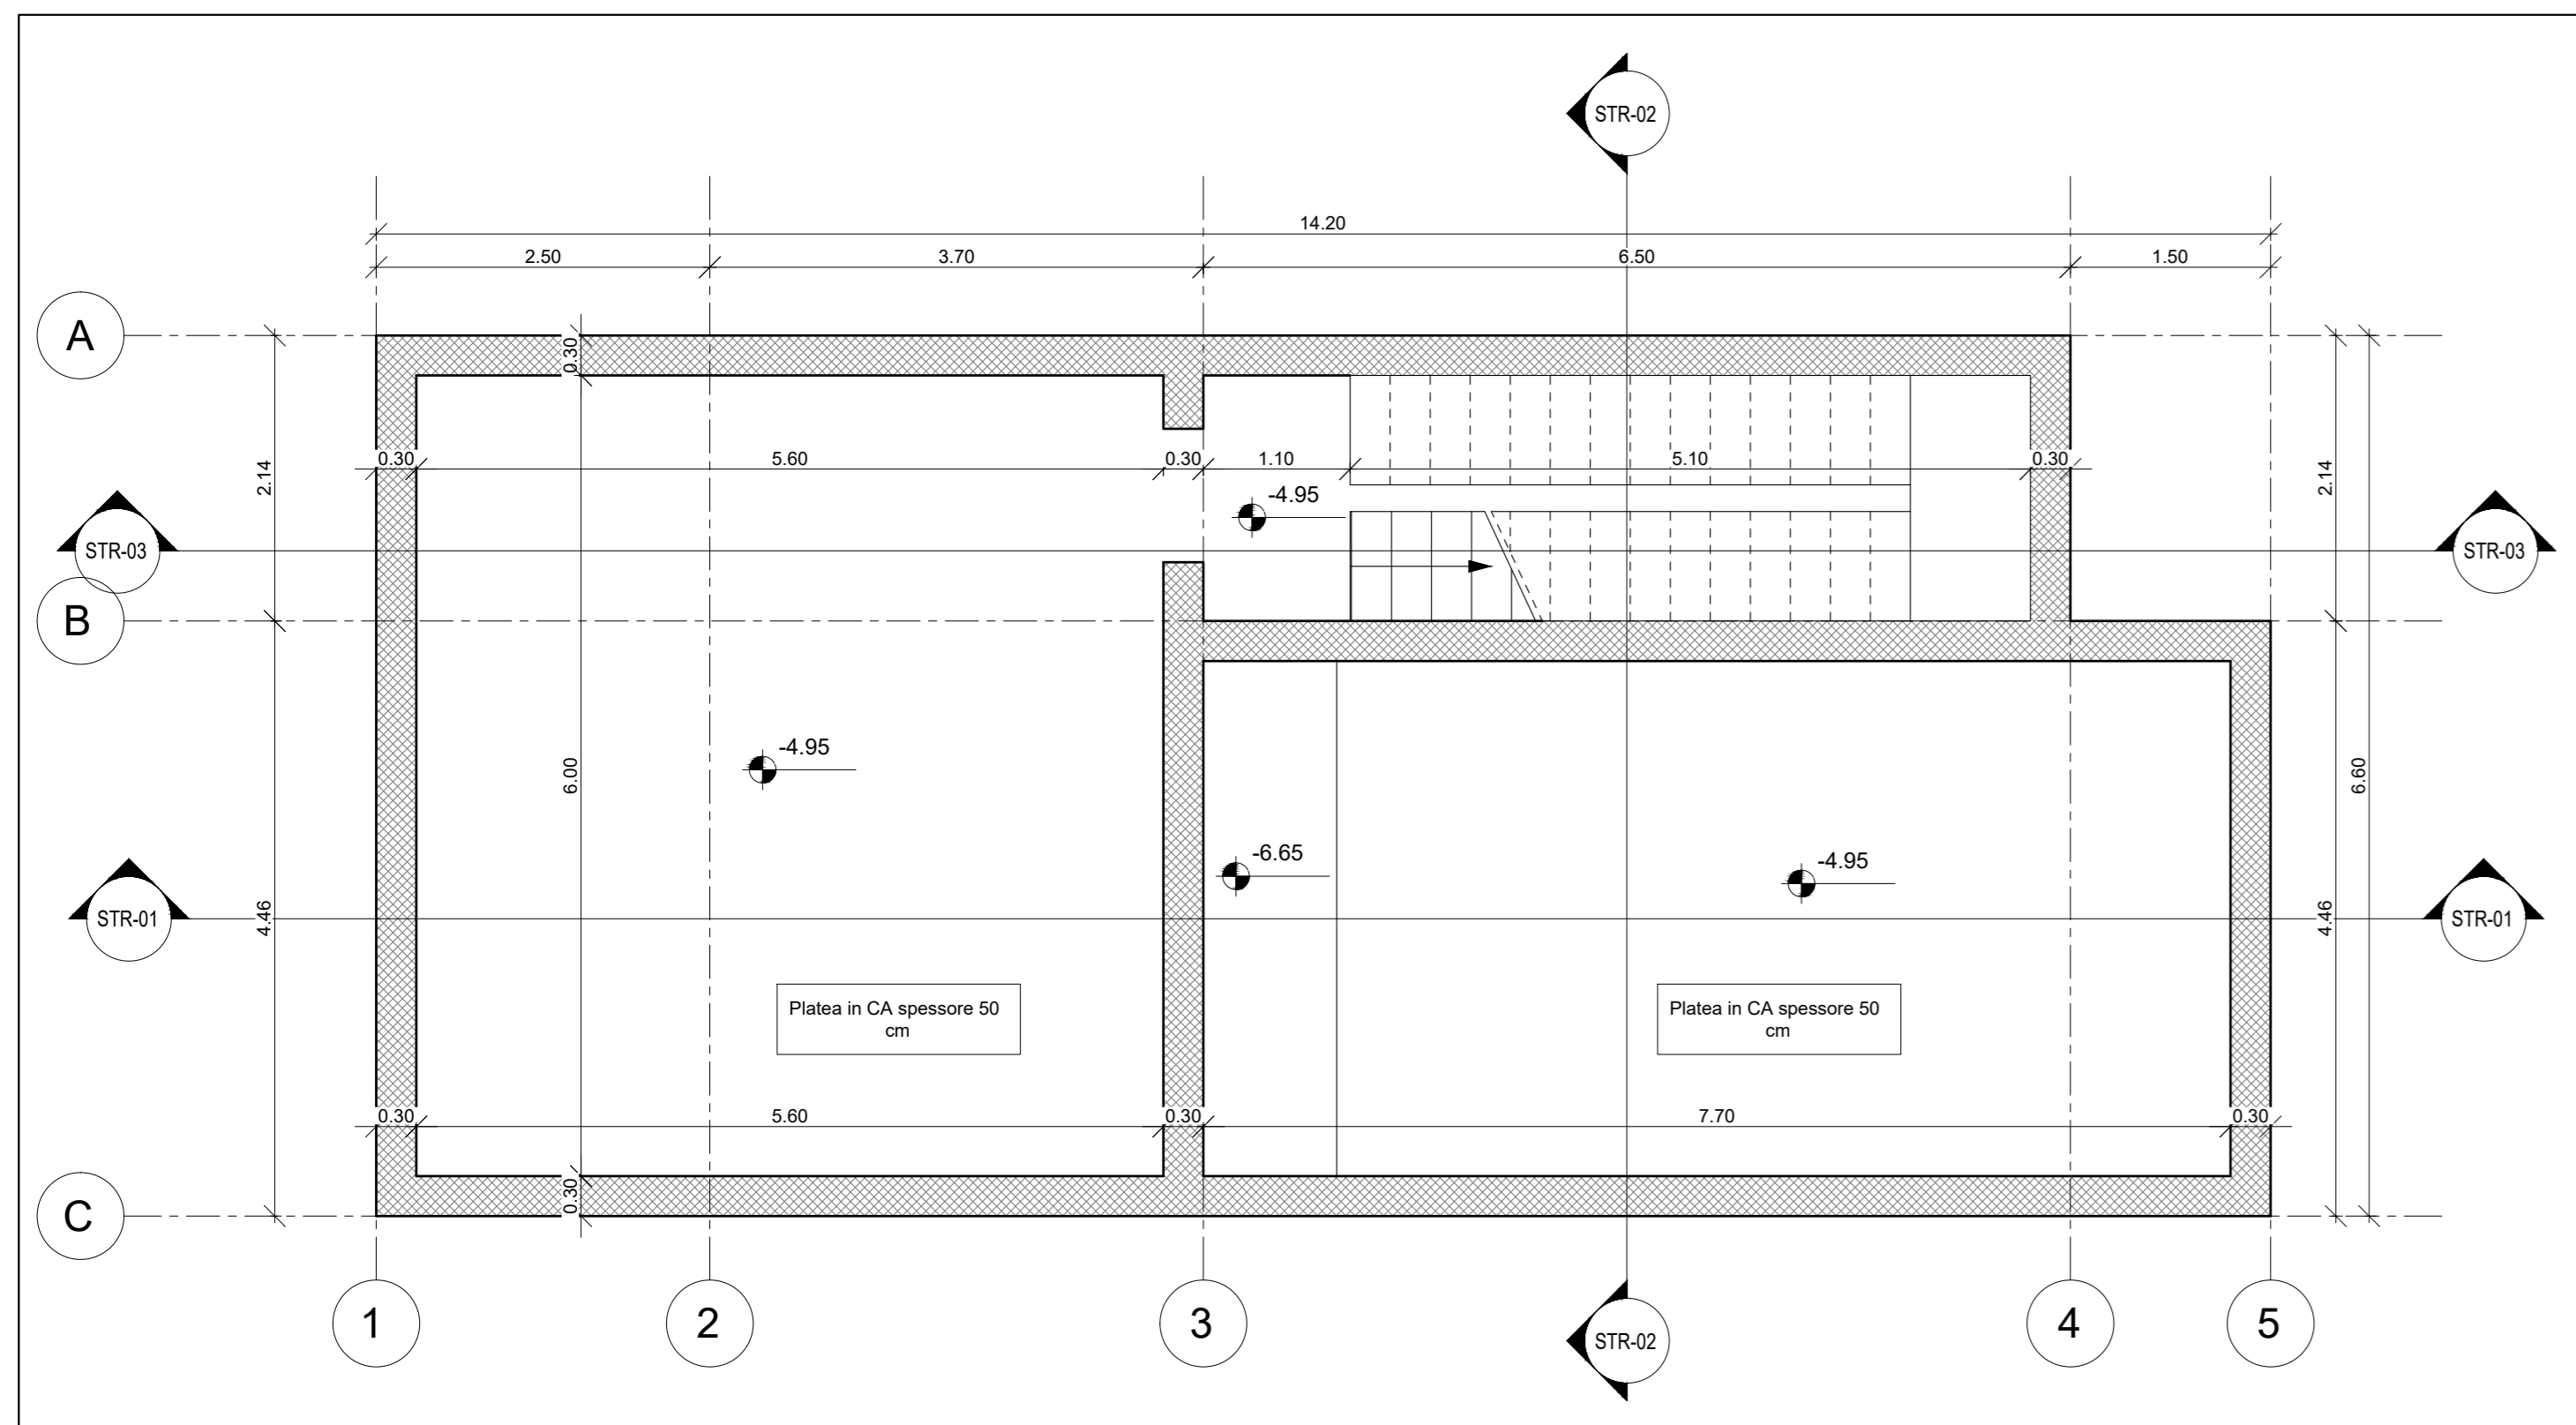 STR-02
14.20
2.50 3.70 6.50 1.50
A
0.30
2.14 2.14
0.30 5.60 0.30 1.10 5.10 0.30
-4.95
STR-03 STR-03
B
-4.95
6.00 6.60
-6.65 -4.95
STR-01 4.46 4.46 STR-01
Platea in CA spessore 50 Platea in CA spessore 50
cm cm
0.30 5.60 0.30 7.70 0.30
0.30
C
1 2 3 4 5
STR-02